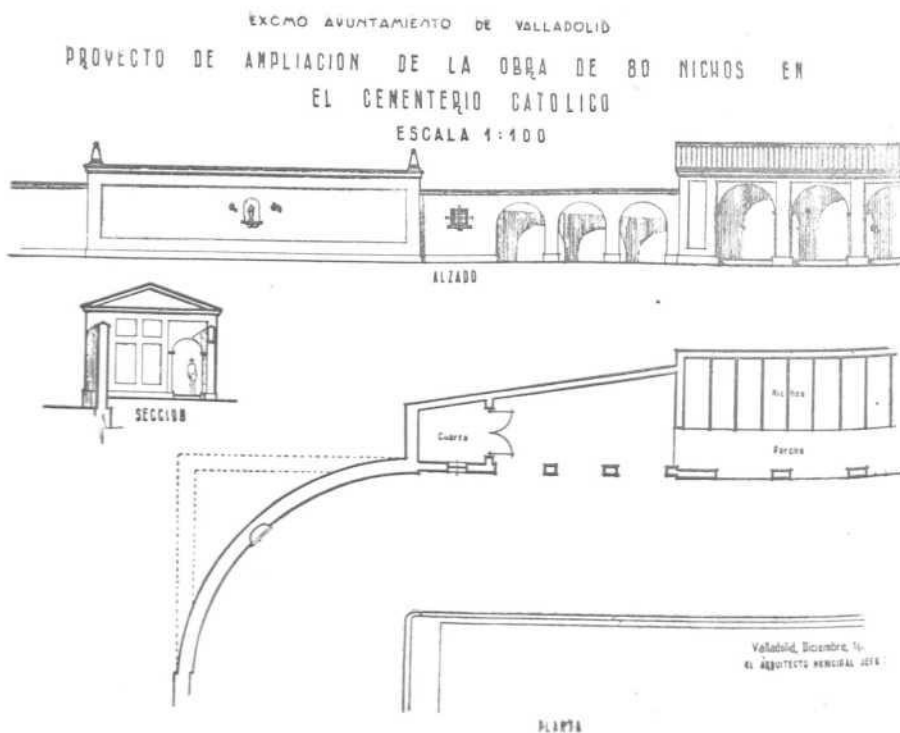 EXCMO AYUNTAMIENTO DE VALLADOLID
PROYECTO DE AMPLIACION DE LA OBRA DE 80 NICHOS EN
EL CEMENTERIO CATOLICO
ESCALA 1:100
ALZADO
SECCION
Nichos
Cuarto
Porche
Valladolid, Diciembre, 19
EL ARQUITECTO MUNICIPAL JEFE
PLANTA